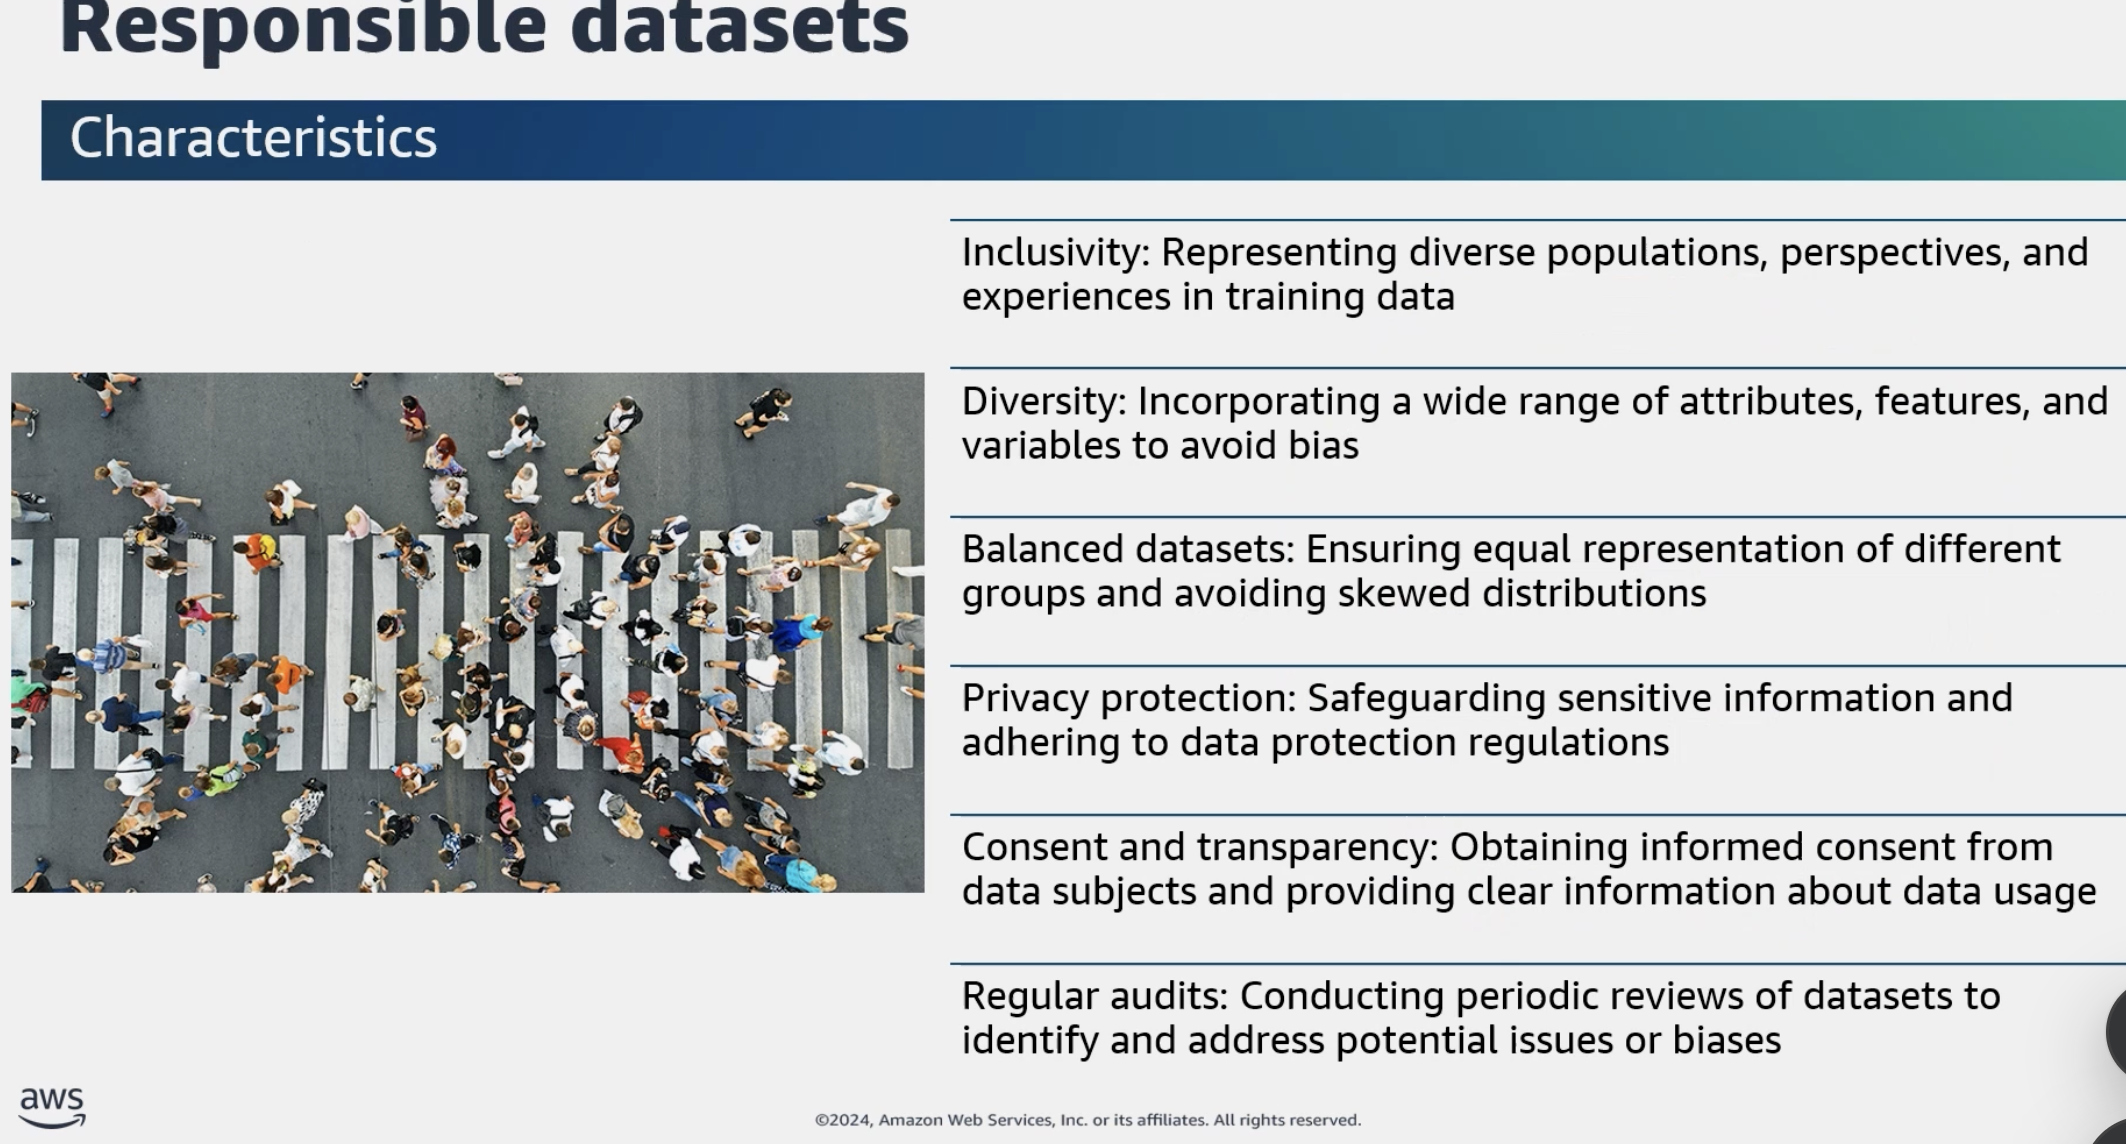 Responsible datasets
Characteristics
Inclusivity: Representing diverse populations, perspectives, and
experiences in training data
Diversity: Incorporating a wide range of attributes, features, and
variables to avoid bias
Balanced datasets: Ensuring equal representation of different
groups and avoiding skewed distributions
Privacy protection: Safeguarding sensitive information and
adhering to data protection regulations
Consent and transparency: Obtaining informed consent from
data subjects and providing clear information about data usage
Regular audits: Conducting periodic reviews of datasets to
identify and address potential issues or biases
aws
©2024, Amazon Web Services, Inc. or its affiliates. All rights reserved.